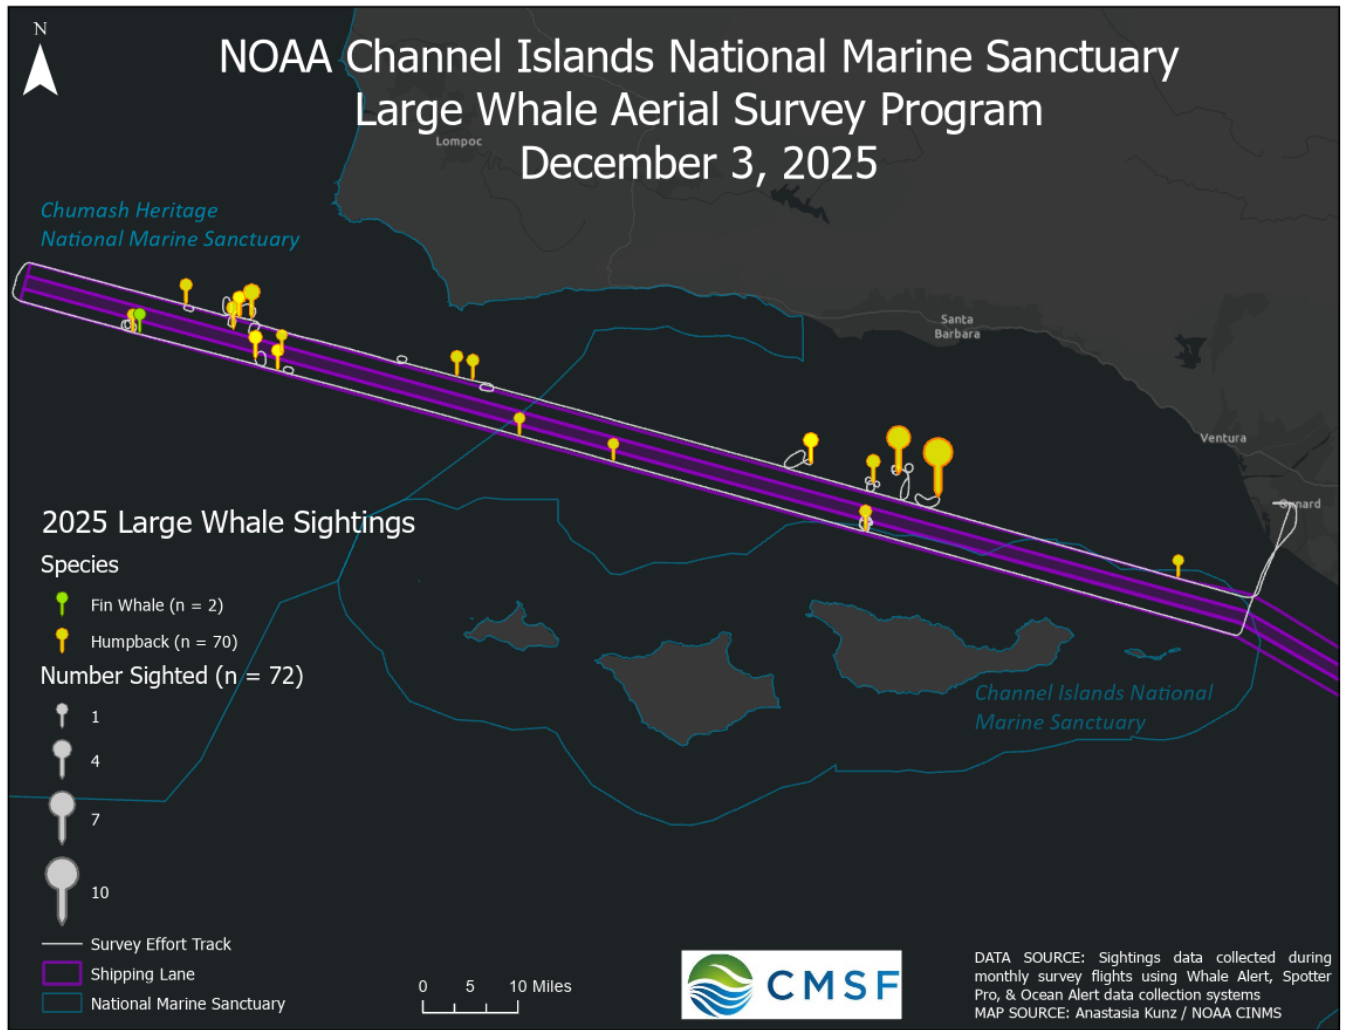 N
NOAA Channel Islands National Marine Sanctuary
Large Whale Aerial Survey Program
December 3, 2025
Lompoc
Chumash Heritage
National Marine Sanctuary
Santa
Barbara
Ventura
Oxnard
2025 Large Whale Sightings
Species
Fin Whale (n = 2)
Humpback (n = 70)
Number Sighted (n = 72)
1
4
7
10
Survey Effort Track
Shipping Lane
National Marine Sanctuary
Channel Islands National
Marine Sanctuary
0 5 10 Miles
CMSF
DATA SOURCE: Sightings data collected during
monthly survey flights using Whale Alert, Spotter
Pro, & Ocean Alert data collection systems
MAP SOURCE: Anastasia Kunz / NOAA CINMS